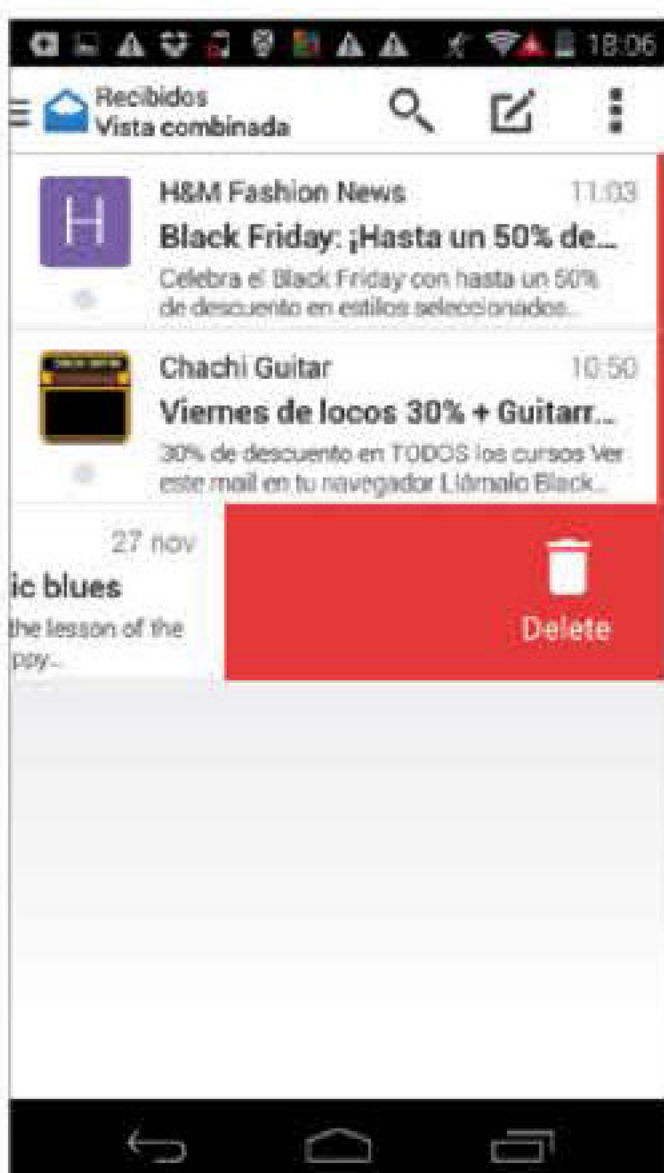 18:06
Recibidos
Vista combinada
H
H&M Fashion News 11:03
Black Friday: ¡Hasta un 50% de...
Celebra el Black Friday con hasta un 50%
de descuento en estilos seleccionados...
Chachi Guitar 10:50
Viernes de locos 30% + Guitarr...
30% de descuento en TODOS los cursos Ver
este mail en tu navegador Llámalo Black...
27 nov
ic blues
the lesson of the
ppy...
Delete